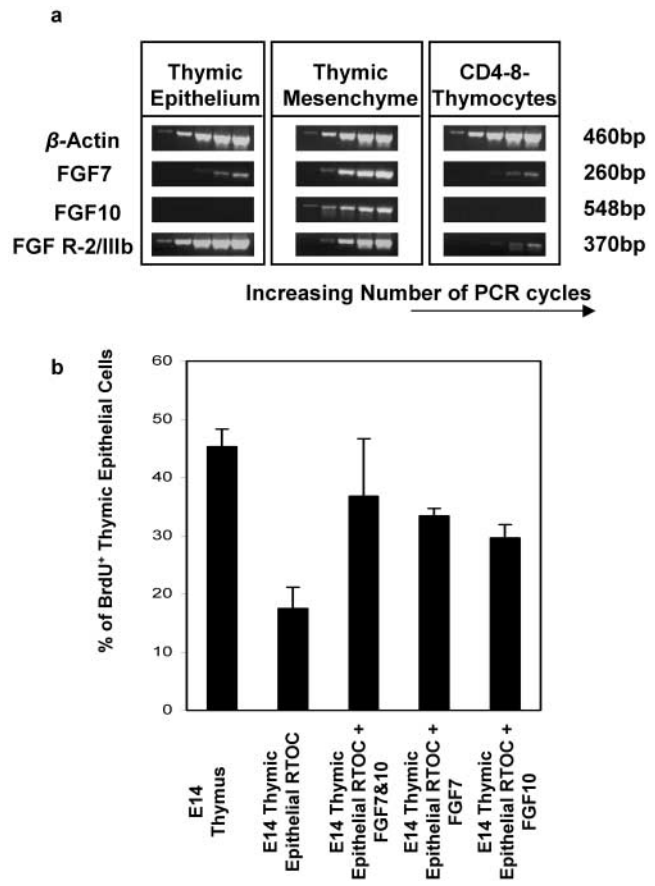 a
Thymic Epithelium
Thymic Mesenchyme
CD4-8- Thymocytes
β-Actin
460bp
FGF7
260bp
FGF10
548bp
FGF R-2/IIIb
370bp
Increasing Number of PCR cycles
b
% of BrdU+ Thymic Epithelial Cells
60
50
40
30
20
10
0
E14
Thymus
E14 Thymic
Epithelial RTOC
E14 Thymic
Epithelial RTOC +
FGF7&10
E14 Thymic
Epithelial RTOC +
FGF7
E14 Thymic
Epithelial RTOC +
FGF10